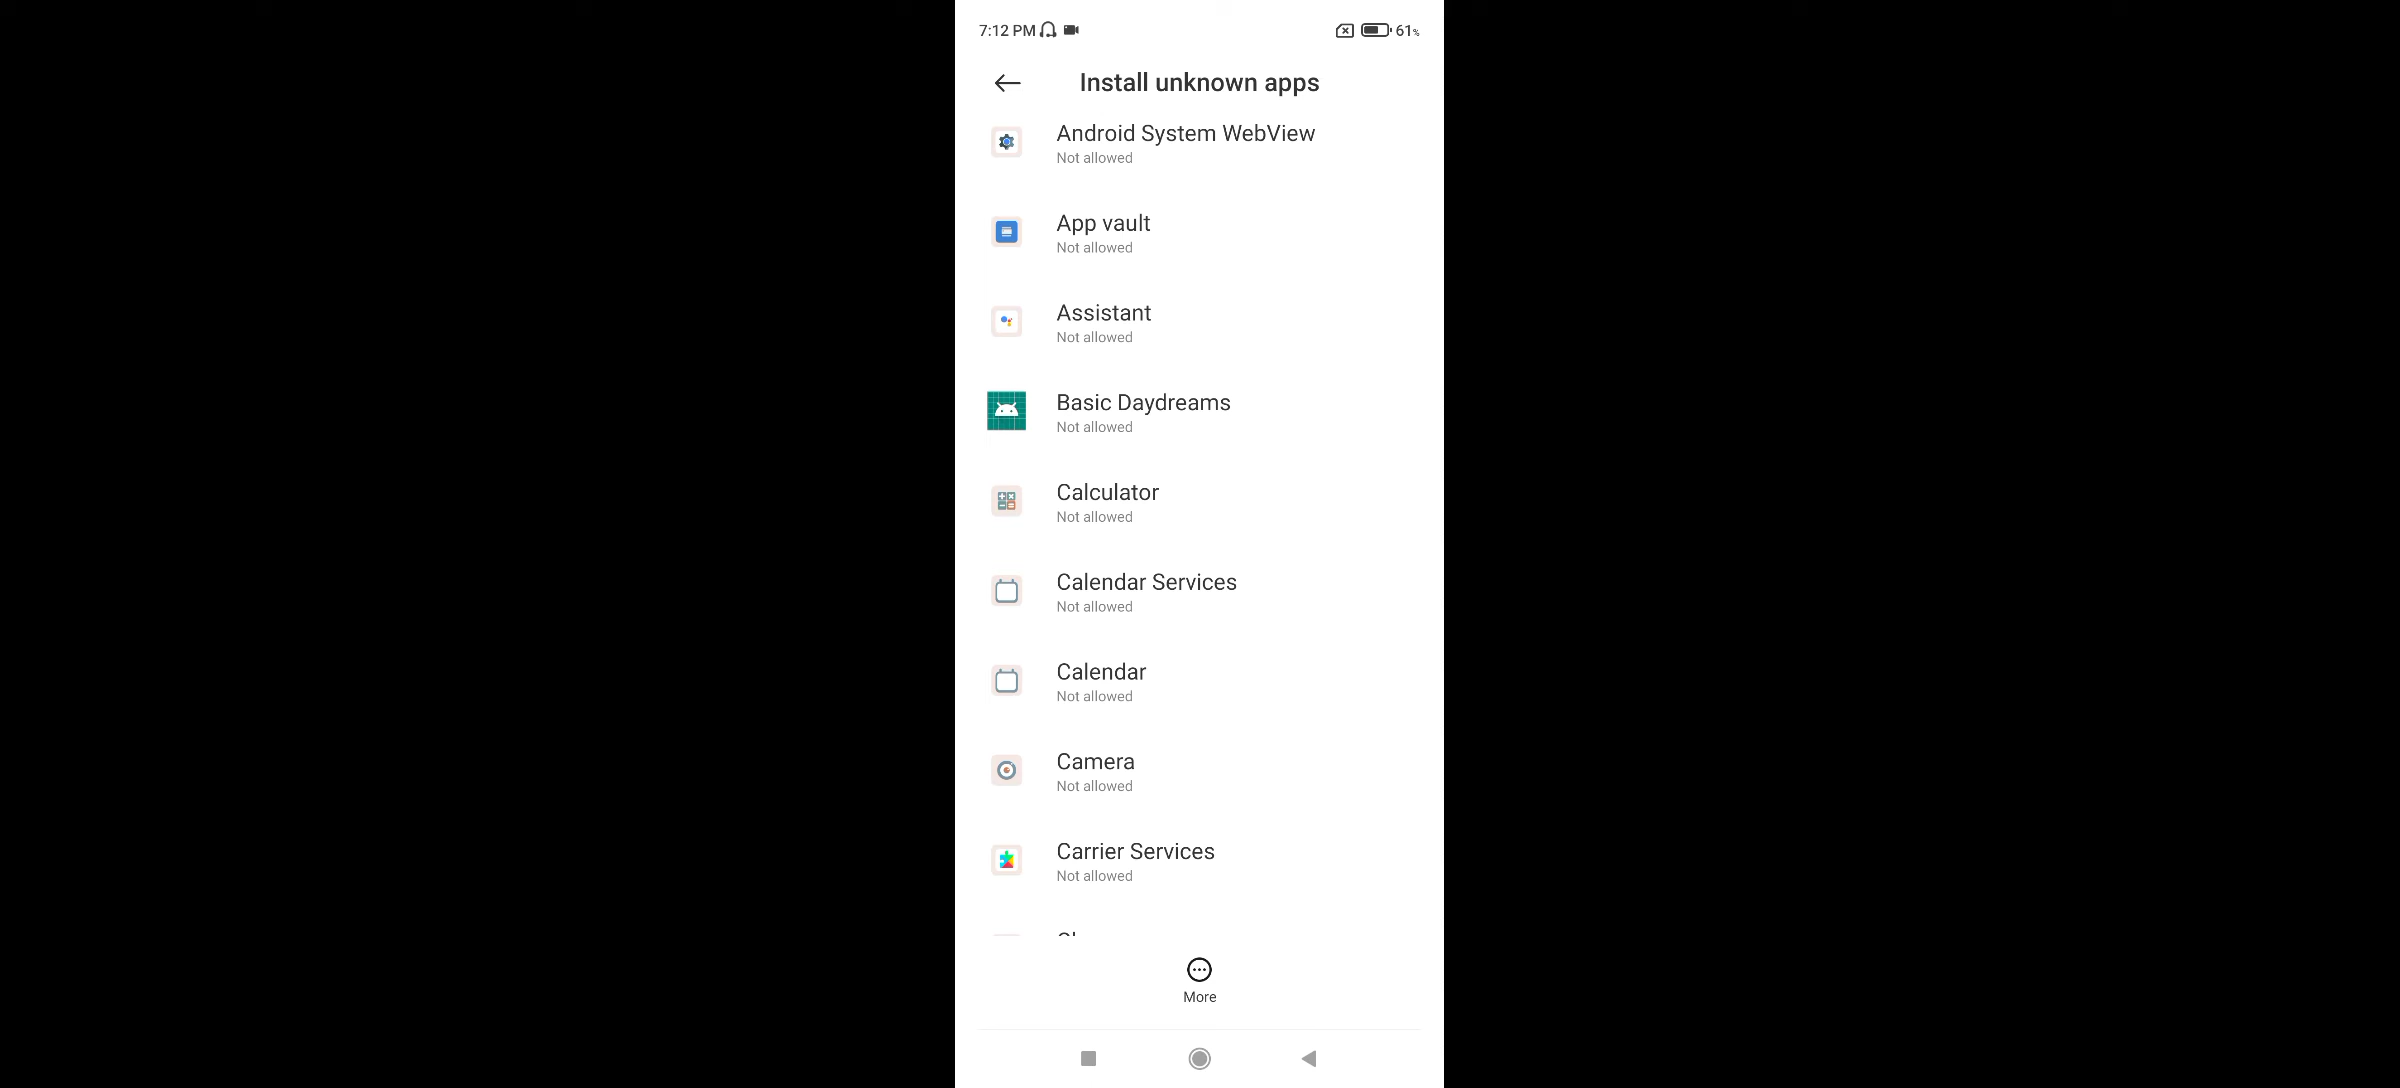 7:12 PM 61%
Install unknown apps
Android System WebView
Not allowed
App vault
Not allowed
Assistant
Not allowed
Basic Daydreams
Not allowed
Calculator
Not allowed
Calendar Services
Not allowed
Calendar
Not allowed
Camera
Not allowed
Carrier Services
Not allowed
More